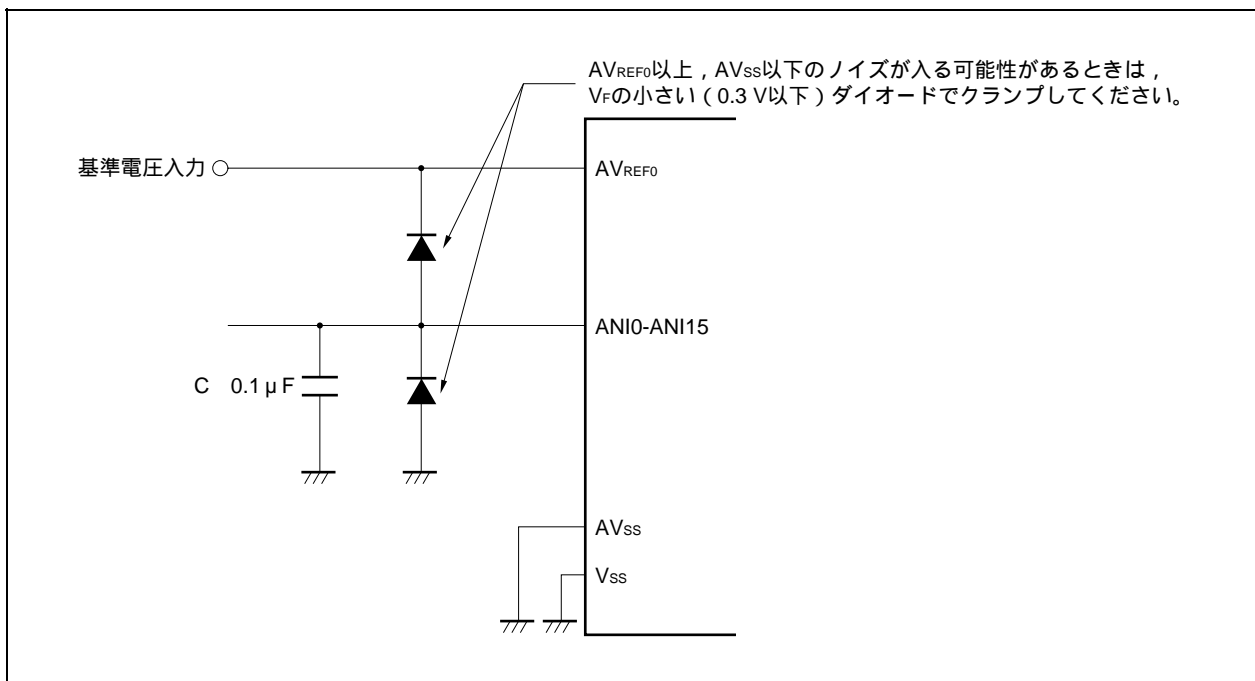 AVREF0以上，AVSS以下のノイズが入る可能性があるときは，
VFの小さい（0.3 V以下）ダイオードでクランプしてください。
基準電圧入力
AVREF0
ANI0-ANI15
C 0.1 μ F
AVSS
VSS